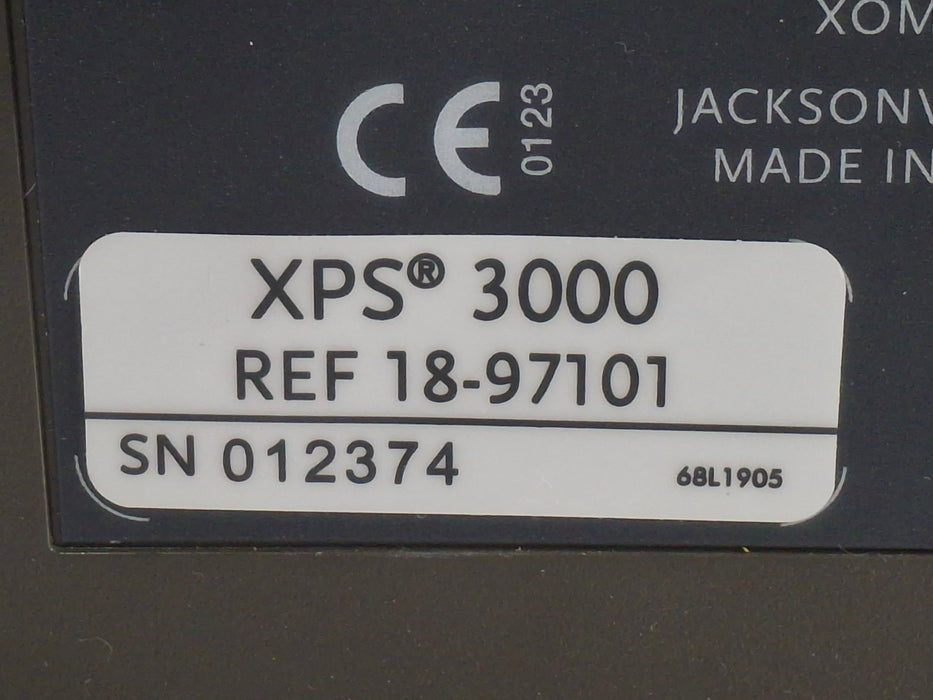 XOM
CE 0123
JACKSONV
MADE IN
XPS® 3000
REF 18-97101
SN 012374
68L1905